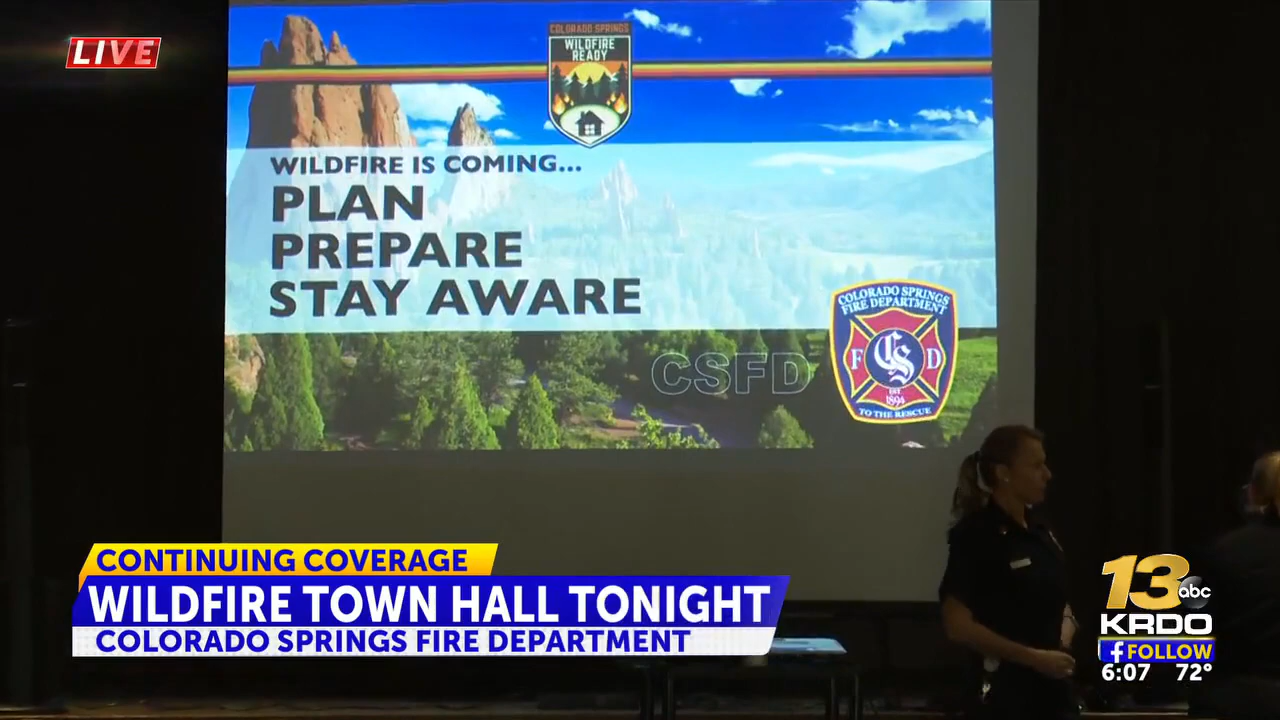 LIVE
COLORADO SPRINGS
WILDFIRE
READY
WILDFIRE IS COMING...
PLAN
PREPARE
STAY AWARE
CSFD
COLORADO SPRINGS
FIRE DEPARTMENT
F D
CS
EST
1894
TO THE RESCUE
CONTINUING COVERAGE
WILDFIRE TOWN HALL TONIGHT
COLORADO SPRINGS FIRE DEPARTMENT
13 abc
KRDO
f FOLLOW
6:07 72°